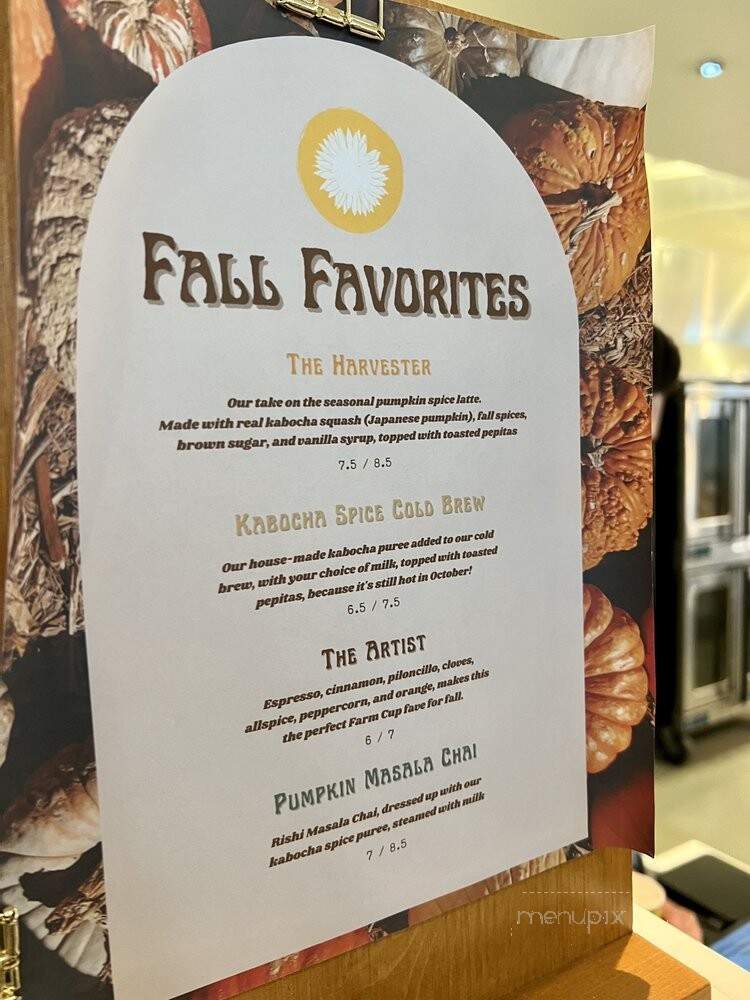 FALL FAVORITES
THE HARVESTER
Our take on the seasonal pumpkin spice latte.
Made with real kabocha squash (Japanese pumpkin), fall spices,
brown sugar, and vanilla syrup, topped with toasted pepitas
7.5 / 8.5
KABOCHA SPICE COLD BREW
Our house-made kabocha puree added to our cold
brew, with your choice of milk, topped with toasted
pepitas, because it's still hot in October!
6.5 / 7.5
THE ARTIST
Espresso, cinnamon, piloncillo, cloves,
allspice, peppercorn, and orange, makes this
the perfect Farm Cup fave for fall.
6 / 7
PUMPKIN MASALA CHAI
Rishi Masala Chai, dressed up with our
kabocha spice puree, steamed with milk
7 / 8.5
menupix